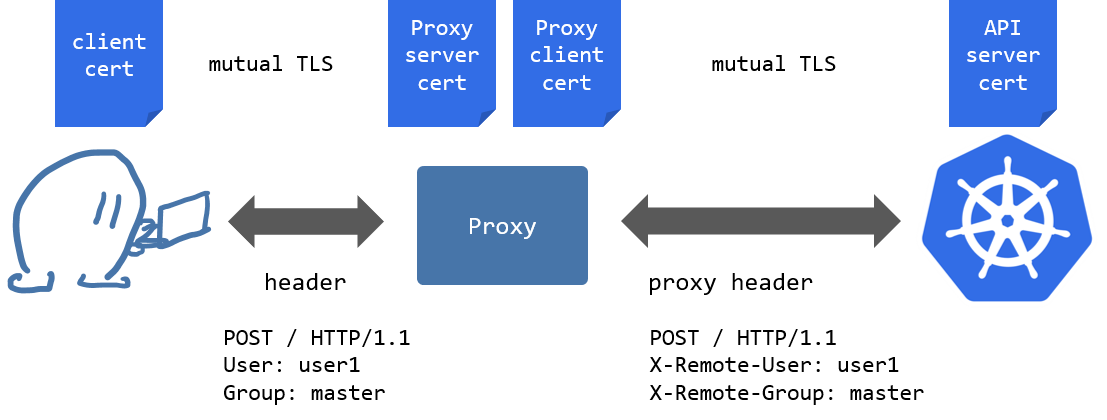 client
cert
mutual TLS
Proxy
server
cert
Proxy
client
cert
mutual TLS
API
server
cert
Proxy
header
proxy header
POST / HTTP/1.1
User: user1
Group: master
POST / HTTP/1.1
X-Remote-User: user1
X-Remote-Group: master